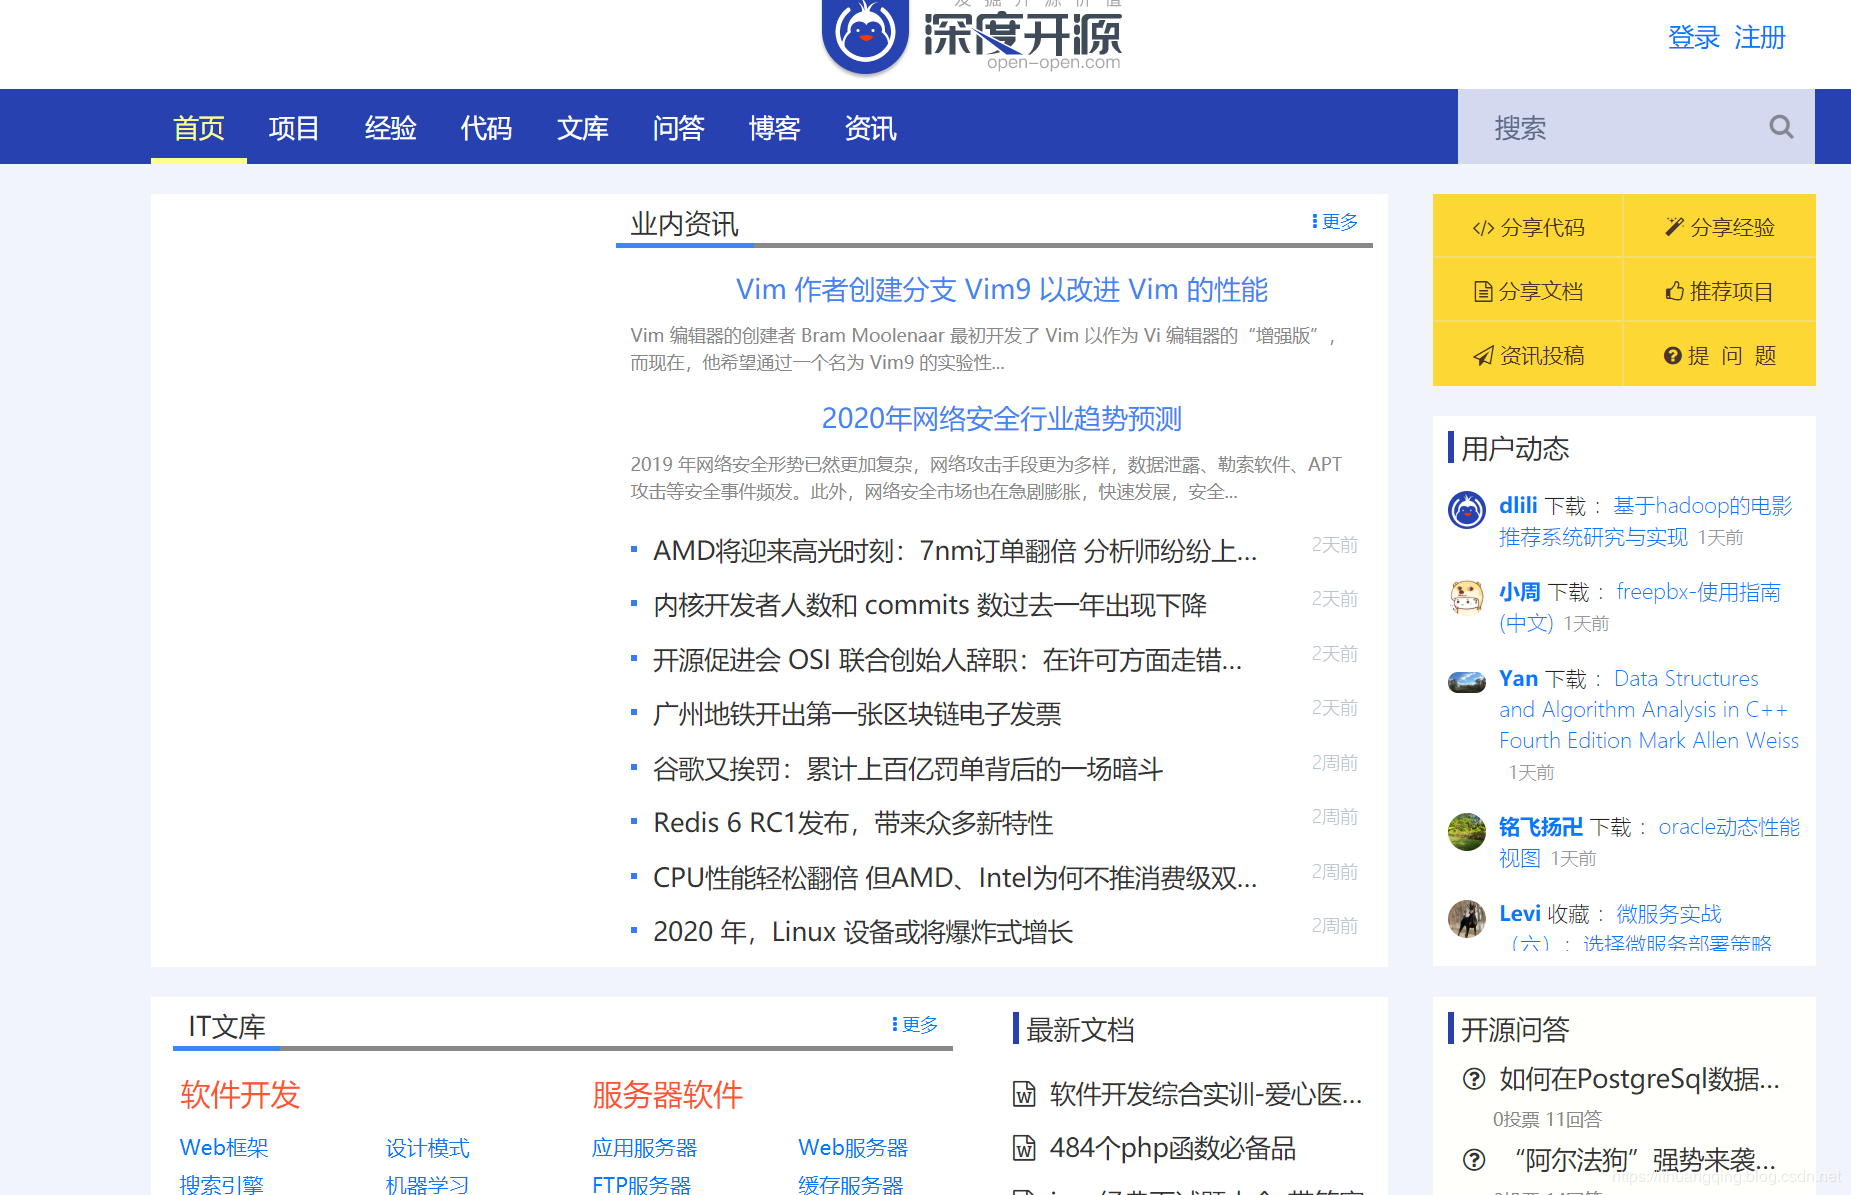 发掘开源价值
深度开源
open-open.com
登录 注册
首页 项目 经验 代码 文库 问答 博客 资讯
搜索
业内资讯
更多
Vim 作者创建分支 Vim9 以改进 Vim 的性能
Vim 编辑器的创建者 Bram Moolenaar 最初开发了 Vim 以作为 Vi 编辑器的“增强版”，
而现在，他希望通过一个名为 Vim9 的实验性...
2020年网络安全行业趋势预测
2019 年网络安全形势已然更加复杂，网络攻击手段更为多样，数据泄露、勒索软件、APT
攻击等安全事件频发。此外，网络安全市场也在急剧膨胀，快速发展，安全...
AMD将迎来高光时刻：7nm订单翻倍 分析师纷纷上... 2天前
内核开发者人数和 commits 数过去一年出现下降 2天前
开源促进会 OSI 联合创始人辞职：在许可方面走错... 2天前
广州地铁开出第一张区块链电子发票 2天前
谷歌又挨罚：累计上百亿罚单背后的一场暗斗 2周前
Redis 6 RC1发布，带来众多新特性 2周前
CPU性能轻松翻倍 但AMD、Intel为何不推消费级双... 2周前
2020 年，Linux 设备或将爆炸式增长 2周前
分享代码 分享经验
分享文档 推荐项目
资讯投稿 提 问 题
用户动态
dlili 下载 ： 基于hadoop的电影
推荐系统研究与实现 1天前
小周 下载 ： freepbx-使用指南
(中文) 1天前
Yan 下载 ： Data Structures
and Algorithm Analysis in C++
Fourth Edition Mark Allen Weiss
1天前
铭飞扬卍 下载 ： oracle动态性能
视图 1天前
Levi 收藏 ： 微服务实战
（六）：选择微服务部署策略
IT文库
更多
软件开发
Web框架 设计模式
搜索引擎 机器学习
服务器软件
应用服务器 Web服务器
FTP服务器 缓存服务器
最新文档
软件开发综合实训-爱心医...
484个php函数必备品
开源问答
如何在PostgreSql数据...
0投票 11回答
“阿尔法狗”强势来袭...
https://thuangqing.blog.csdn.net